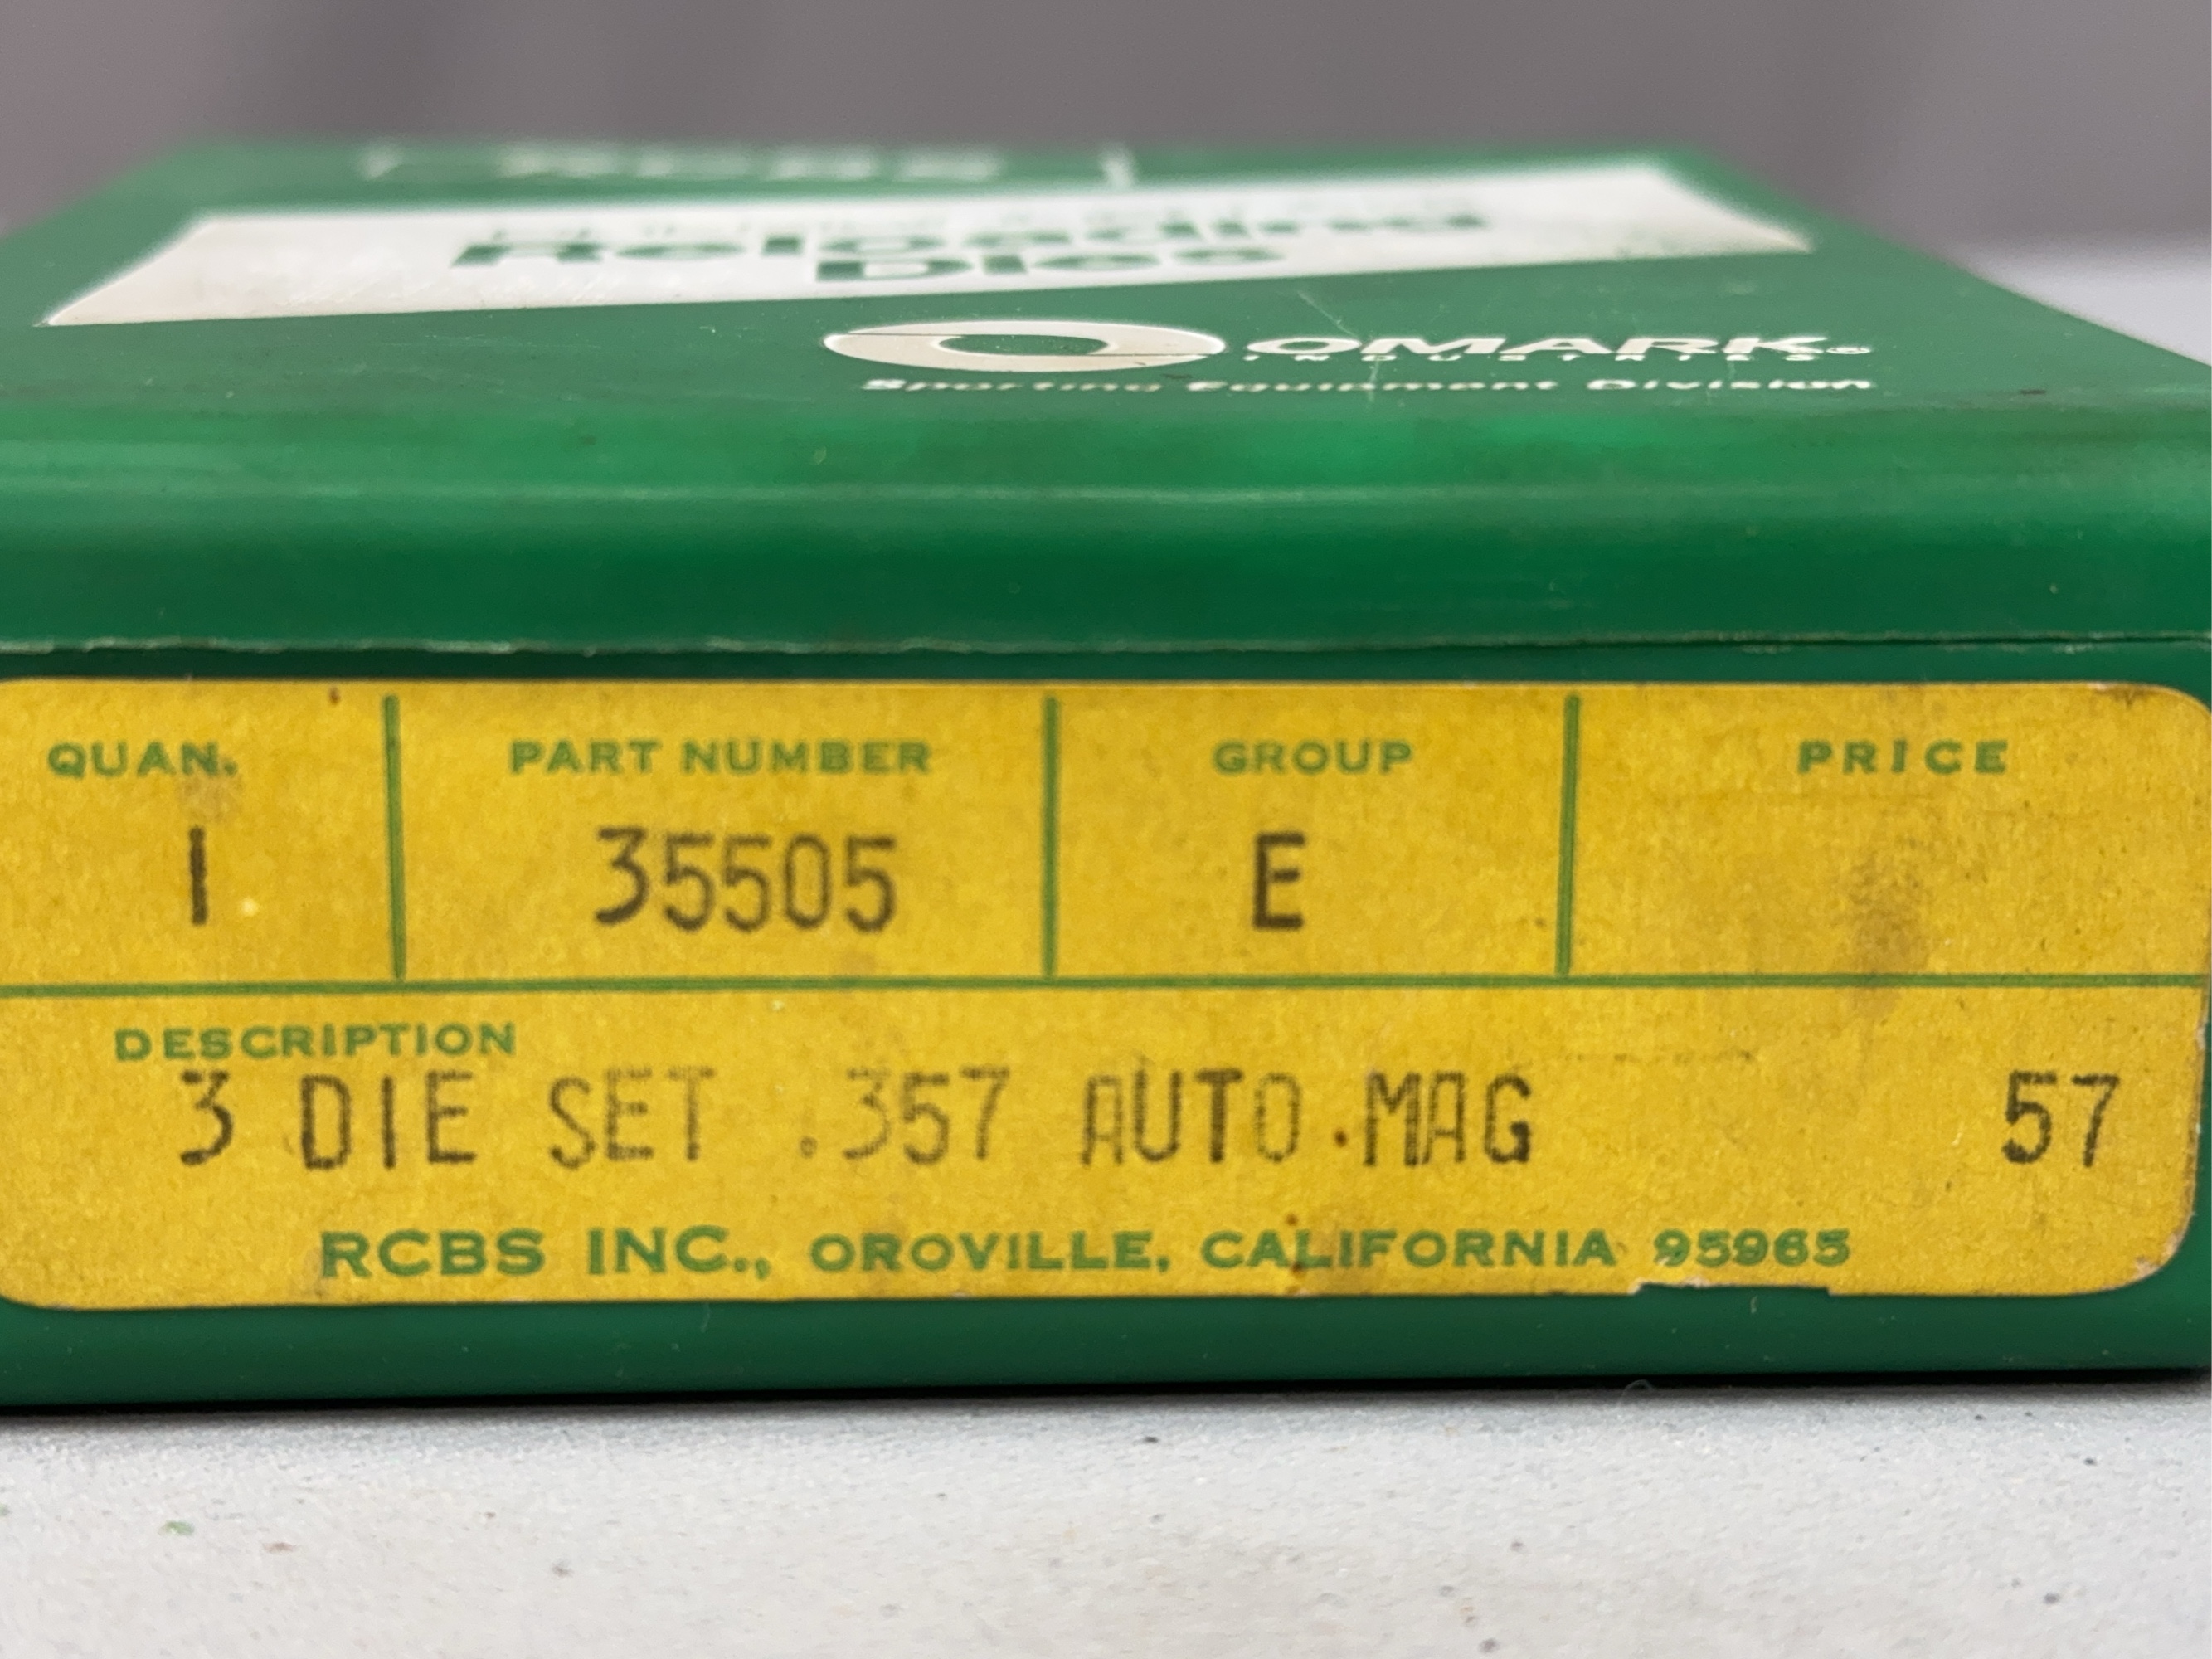 RCBS
Reloading
Dies
OMARK®
INDUSTRIES
Sporting Equipment Division
QUAN. PART NUMBER GROUP PRICE
1 35505 E
DESCRIPTION
3 DIE SET .357 AUTO MAG 57
RCBS INC., OROVILLE, CALIFORNIA 95965